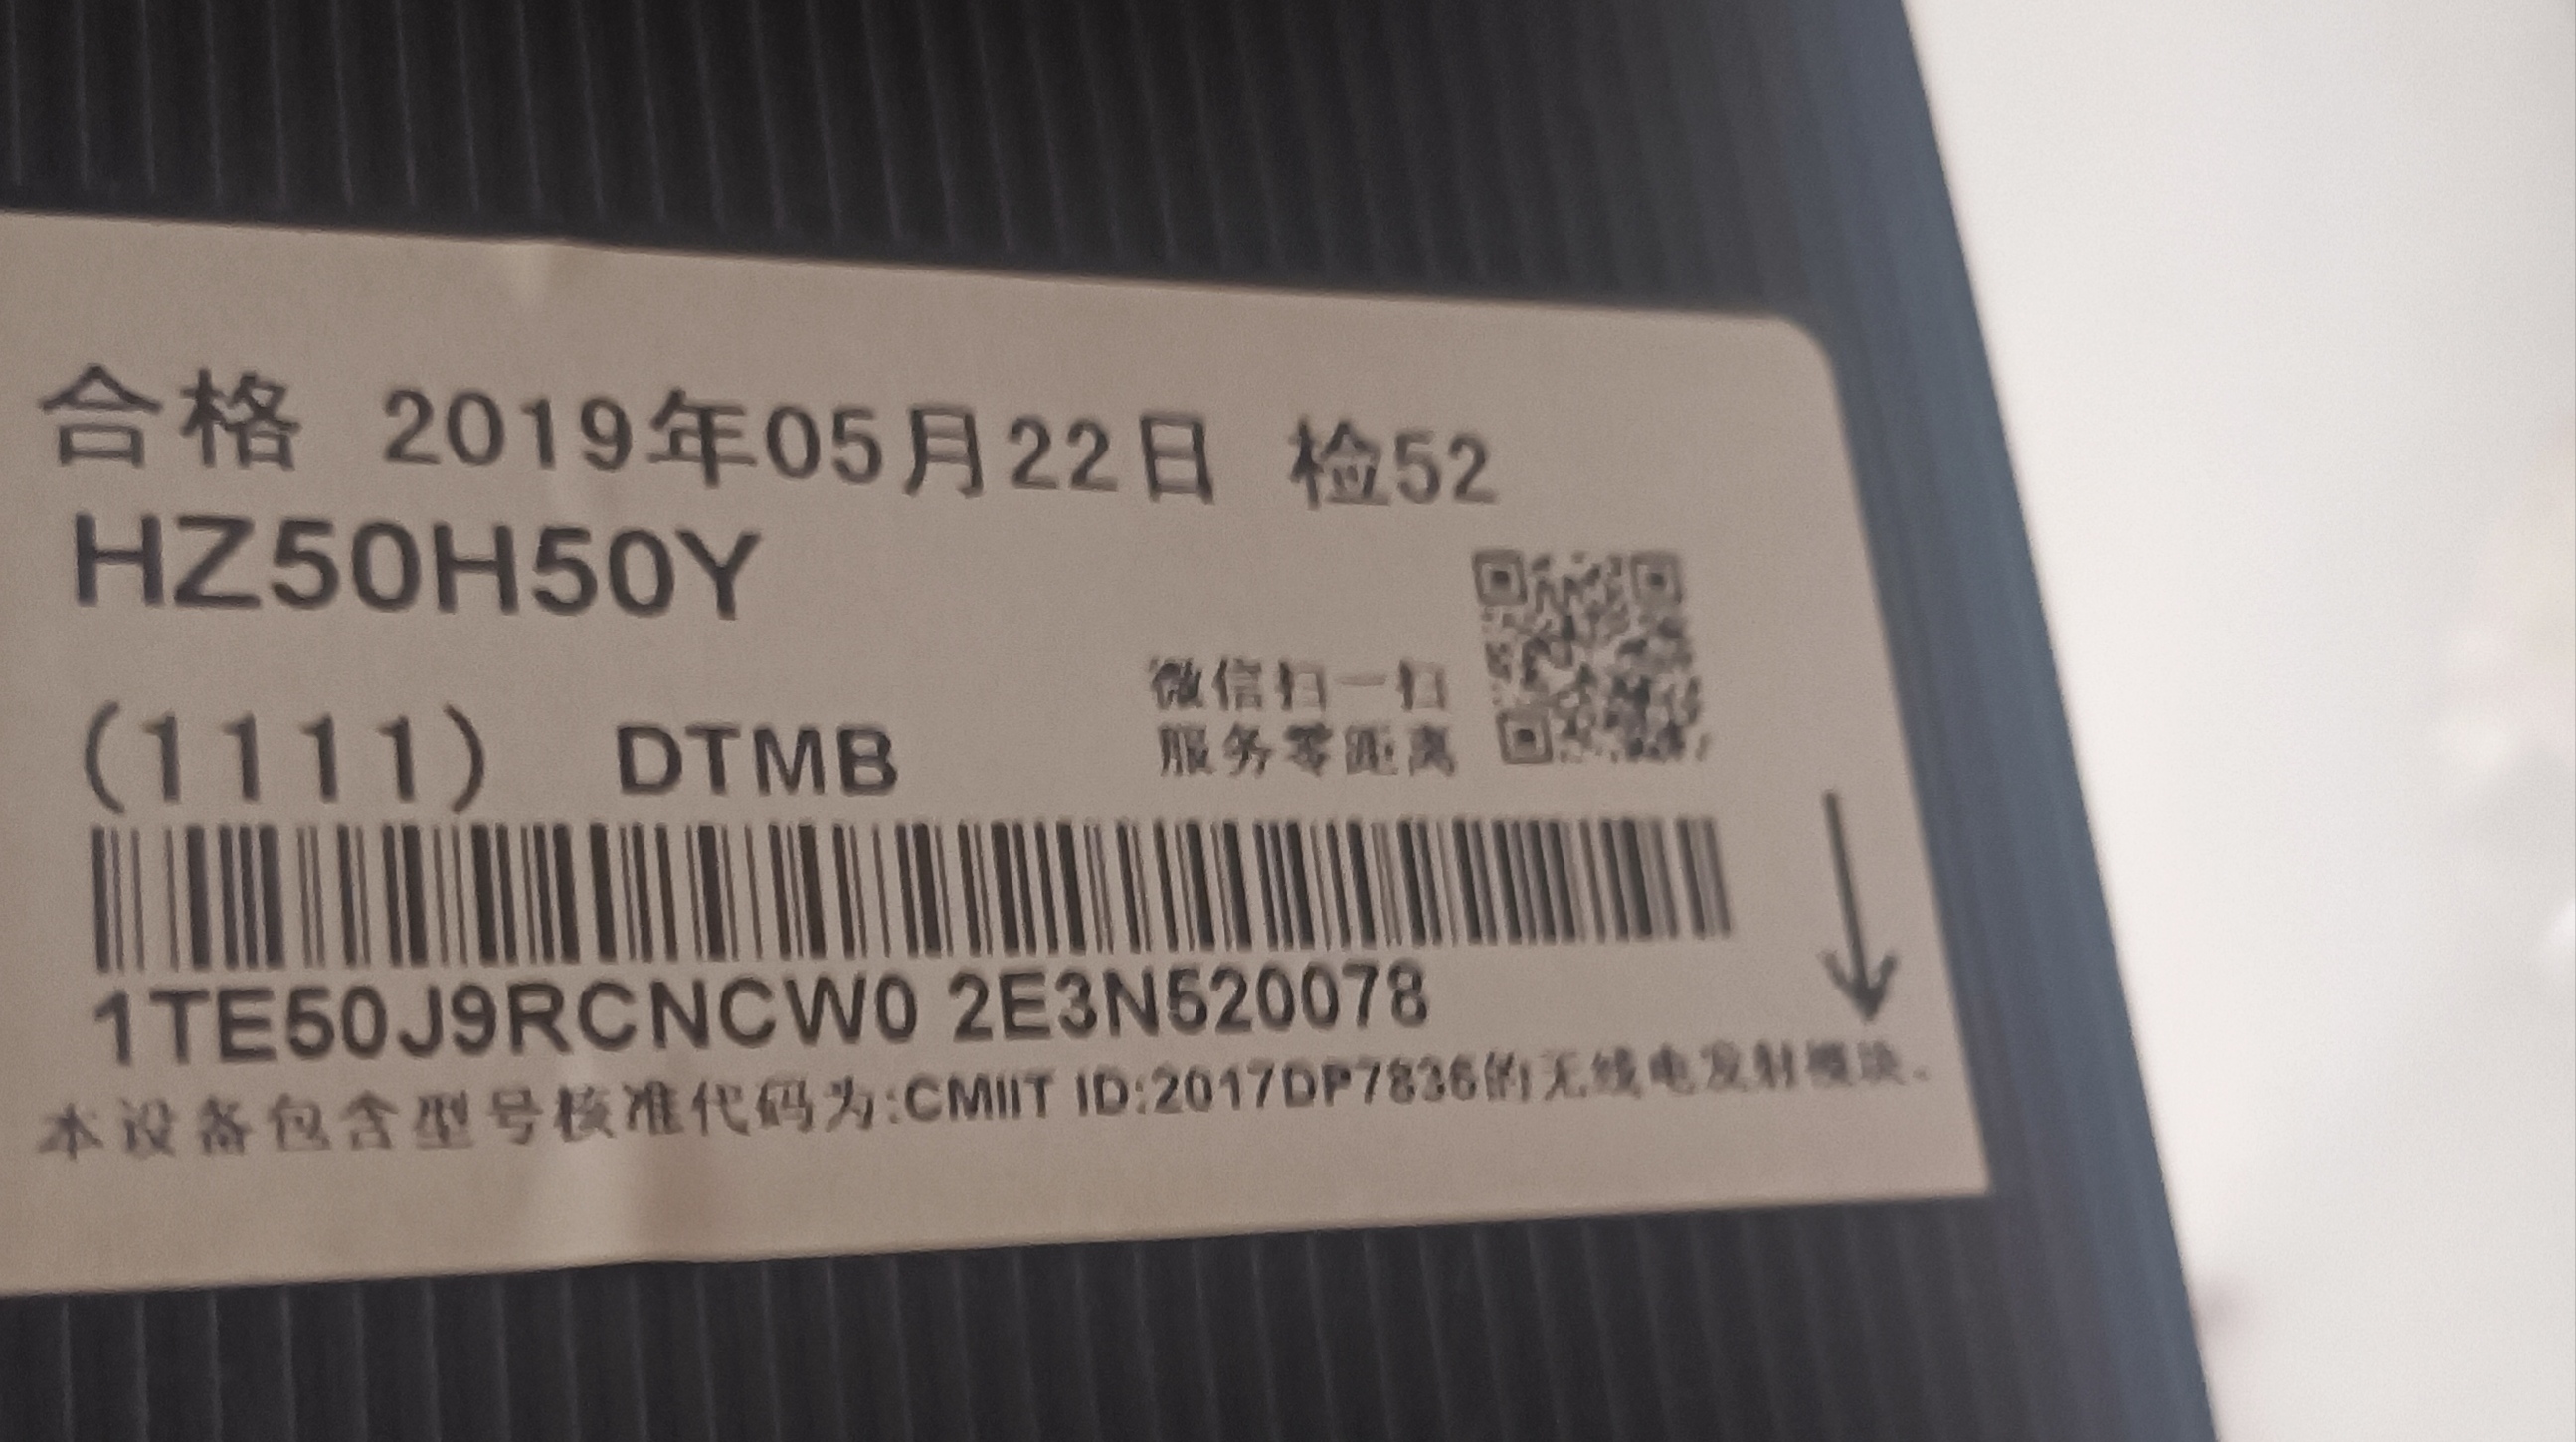 合格 2019年05月22日 检52
HZ50H50Y
(1111) DTMB
微信扫一扫
服务零距离
1TE50J9RCNCW0 2E3N520078
本设备包含型号核准代码为:CMIIT ID:2017DP7836的无线电发射模块.